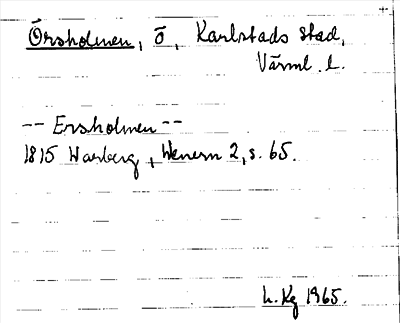 Örsholmen, ö, Karlstads stad,
Värml. l.
-- Ersholmen --
1815 Warberg, Wenern 2, s. 65.
L. Kg 1965.